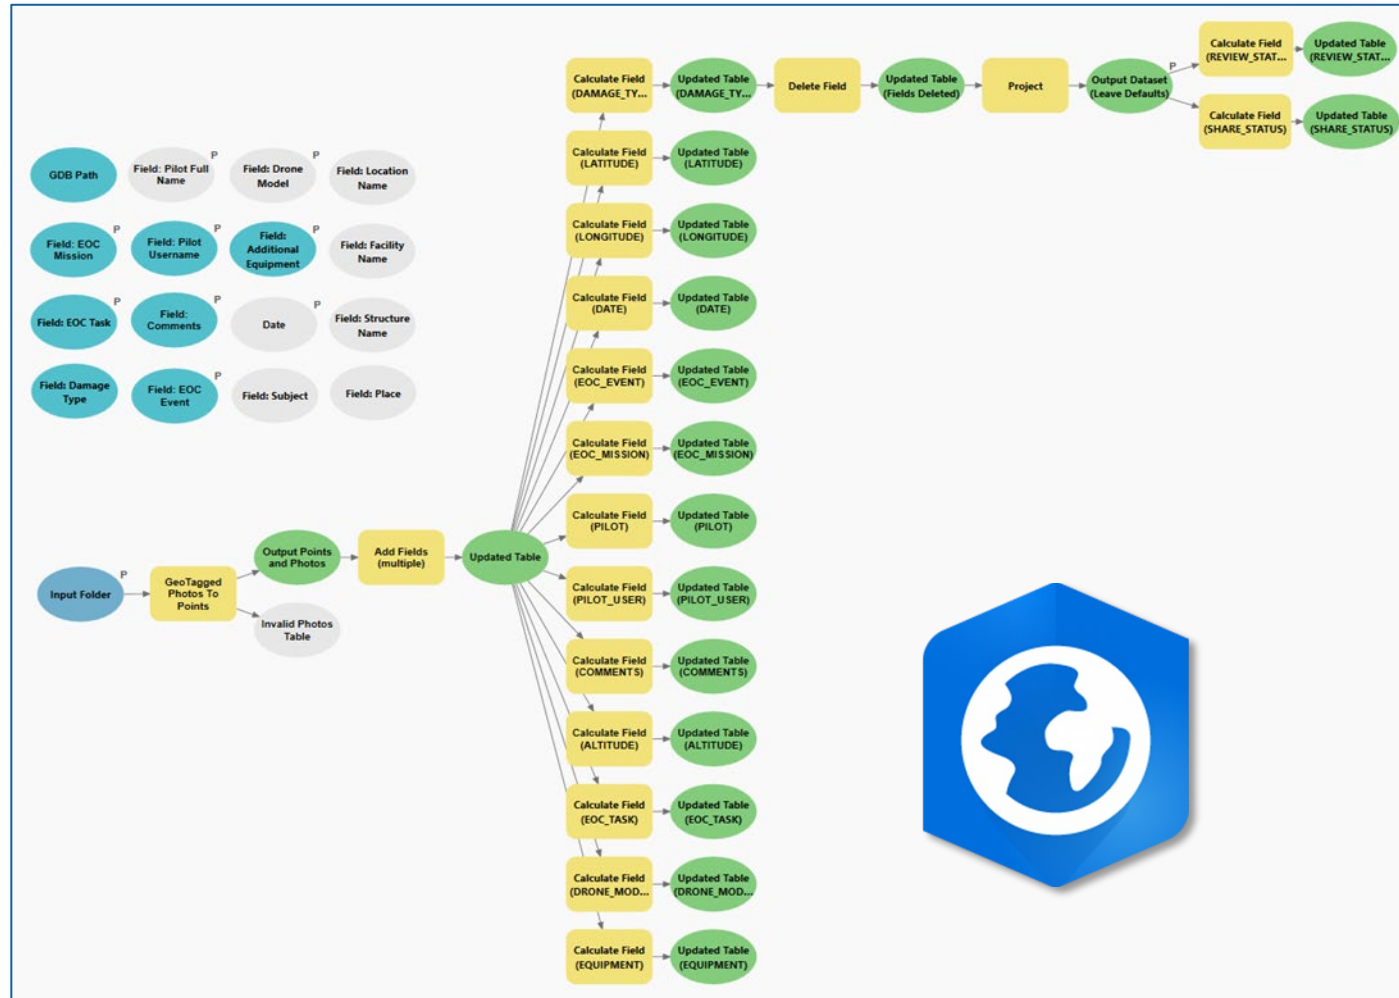 Calculate Field
(DAMAGE_TY...
Updated Table
(DAMAGE_TY...
Delete Field
Updated Table
(Fields Deleted)
Project
Output Dataset
(Leave Defaults)
P
Calculate Field
(REVIEW_STAT...
Updated Table
(REVIEW_STAT...
Calculate Field
(SHARE_STATUS)
Updated Table
(SHARE_STATUS)
GDB Path
Field: Pilot Full
Name
P
Field: Drone
Model
P
Field: Location
Name
Field: EOC
Mission
P
Field: Pilot
Username
P
Field:
Additional
Equipment
P
Field: Facility
Name
Field: EOC Task
P
Field:
Comments
P
Date
P
Field: Structure
Name
Field: Damage
Type
Field: EOC
Event
P
Field: Subject
Field: Place
Calculate Field
(LATITUDE)
Updated Table
(LATITUDE)
Calculate Field
(LONGITUDE)
Updated Table
(LONGITUDE)
Calculate Field
(DATE)
Updated Table
(DATE)
Calculate Field
(EOC_EVENT)
Updated Table
(EOC_EVENT)
Calculate Field
(EOC_MISSION)
Updated Table
(EOC_MISSION)
Calculate Field
(PILOT)
Updated Table
(PILOT)
Input Folder
P
GeoTagged
Photos To
Points
Output Points
and Photos
Invalid Photos
Table
Add Fields
(multiple)
Updated Table
Calculate Field
(PILOT_USER)
Updated Table
(PILOT_USER)
Calculate Field
(COMMENTS)
Updated Table
(COMMENTS)
Calculate Field
(ALTITUDE)
Updated Table
(ALTITUDE)
Calculate Field
(EOC_TASK)
Updated Table
(EOC_TASK)
Calculate Field
(DRONE_MOD...
Updated Table
(DRONE_MOD...
Calculate Field
(EQUIPMENT)
Updated Table
(EQUIPMENT)